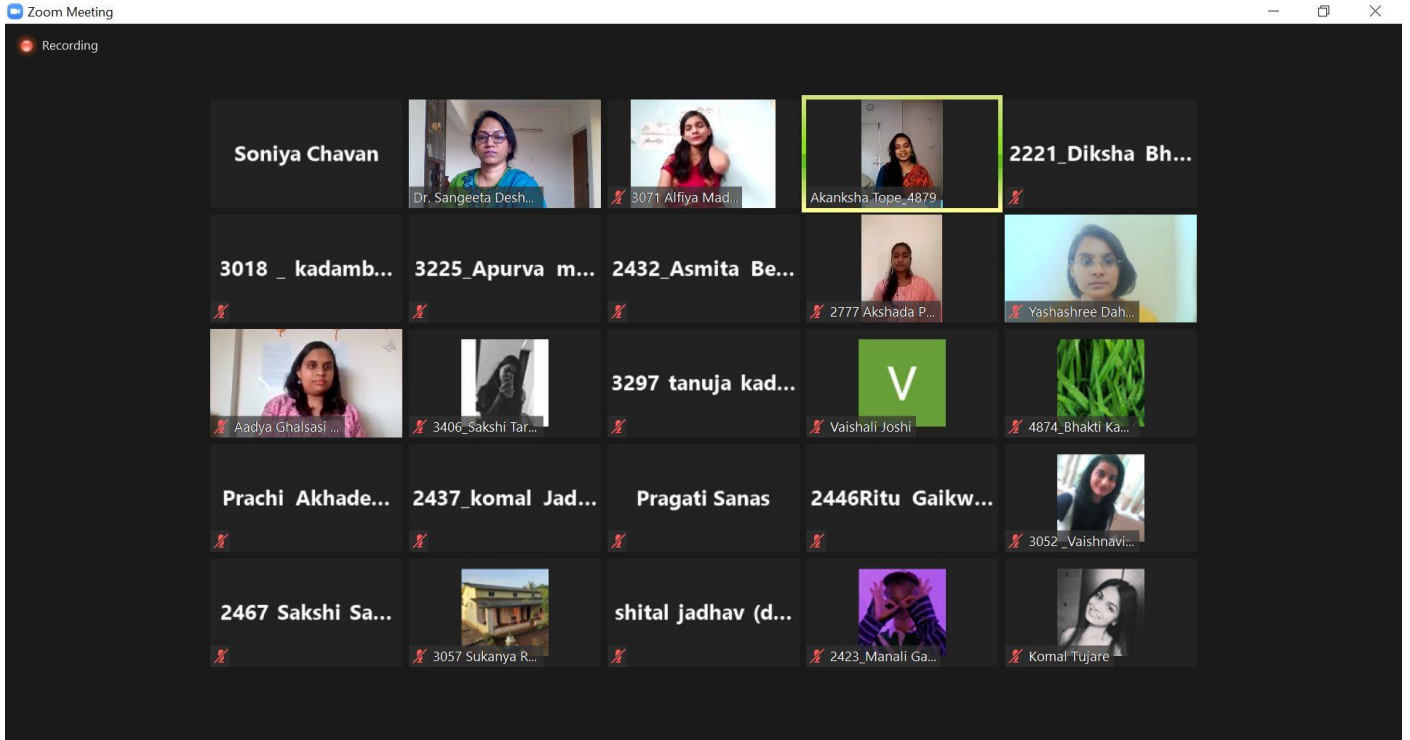 Zoom Meeting
Recording
Soniya Chavan
Dr. Sangeeta Desh...
3071 Alfiya Mad...
Akanksha Tope_4879
2221_Diksha Bh...
3018 _ kadamb...
3225_Apurva m...
2432_Asmita Be...
2777 Akshada P...
Yashashree Dah...
Aadya Ghalsasi ...
3406_Sakshi Tar...
3297 tanuja kad...
V
Vaishali Joshi
4874_Bhakti Ka...
Prachi Akhade...
2437_komal Jad...
Pragati Sanas
2446Ritu Gaikw...
3052 _Vaishnavi...
2467 Sakshi Sa...
3057 Sukanya R...
shital jadhav (d...
2423_Manali Ga...
Komal Tujare